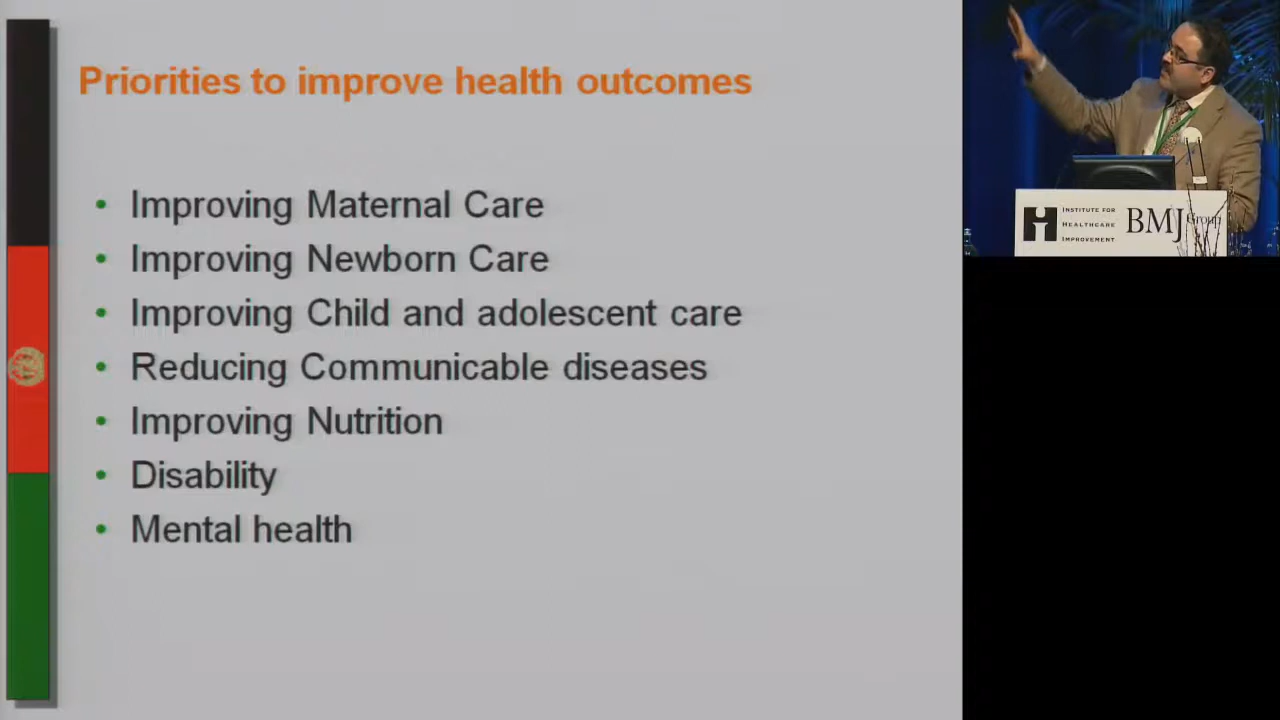 Priorities to improve health outcomes
• Improving Maternal Care
• Improving Newborn Care
• Improving Child and adolescent care
• Reducing Communicable diseases
• Improving Nutrition
• Disability
• Mental health
INSTITUTE FOR
HEALTHCARE
IMPROVEMENT
BMJ Group